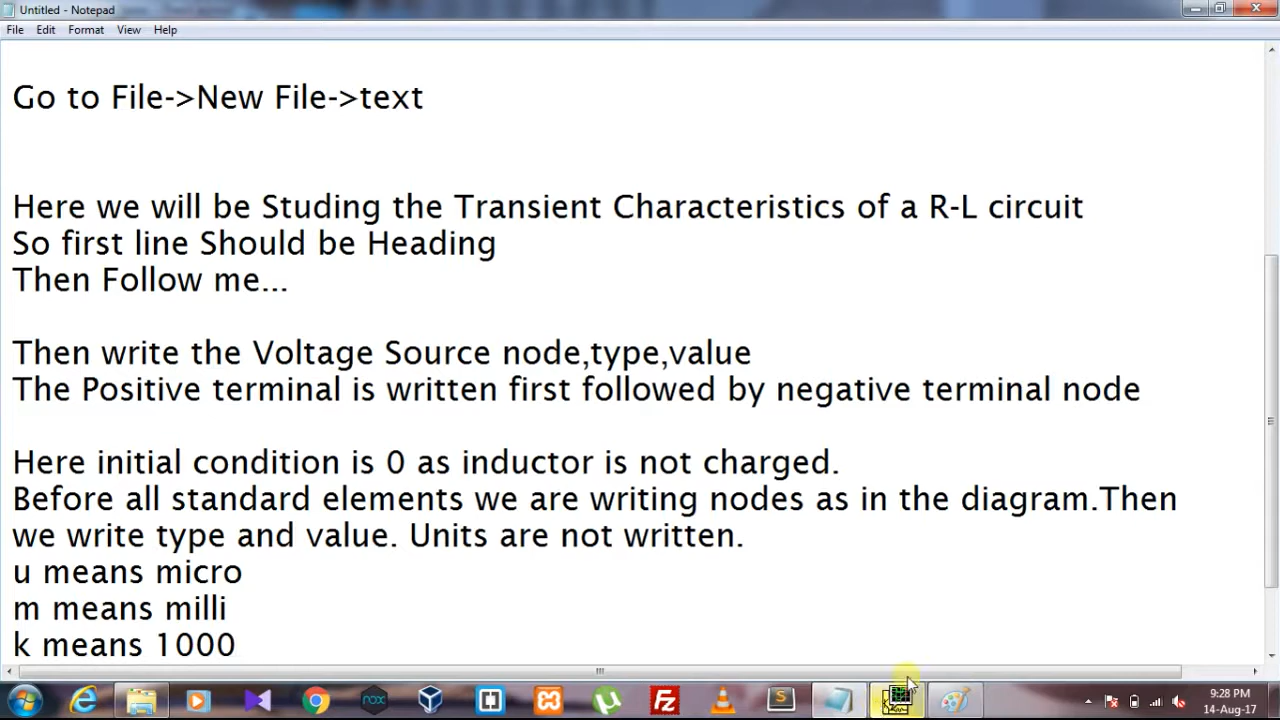 Untitled - Notepad
File Edit Format View Help
Go to File->New File->text
Here we will be Studing the Transient Characteristics of a R-L circuit
So first line Should be Heading
Then Follow me...
Then write the Voltage Source node,type,value
The Positive terminal is written first followed by negative terminal node
Here initial condition is 0 as inductor is not charged.
Before all standard elements we are writing nodes as in the diagram.Then
we write type and value. Units are not written.
u means micro
m means milli
k means 1000
nox
9:28 PM
14-Aug-17